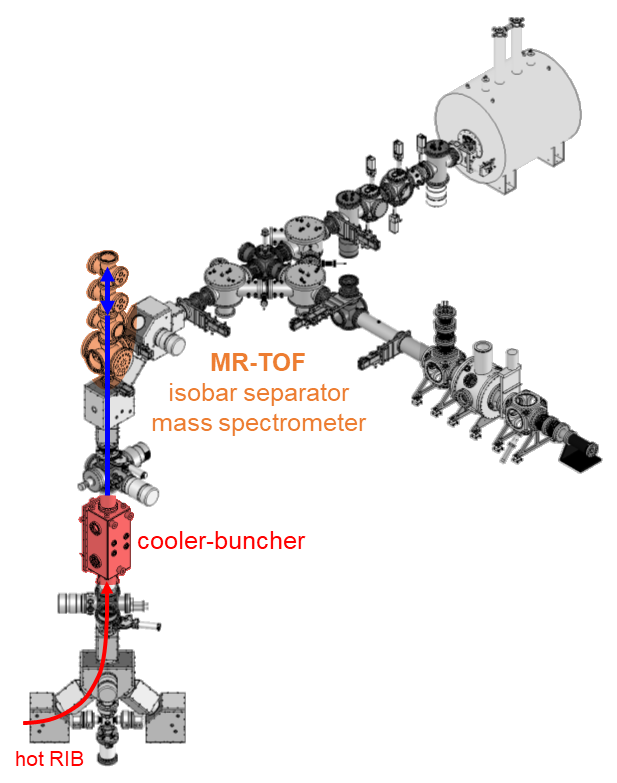 MR-TOF
isobar separator
mass spectrometer
cooler-buncher
hot RIB